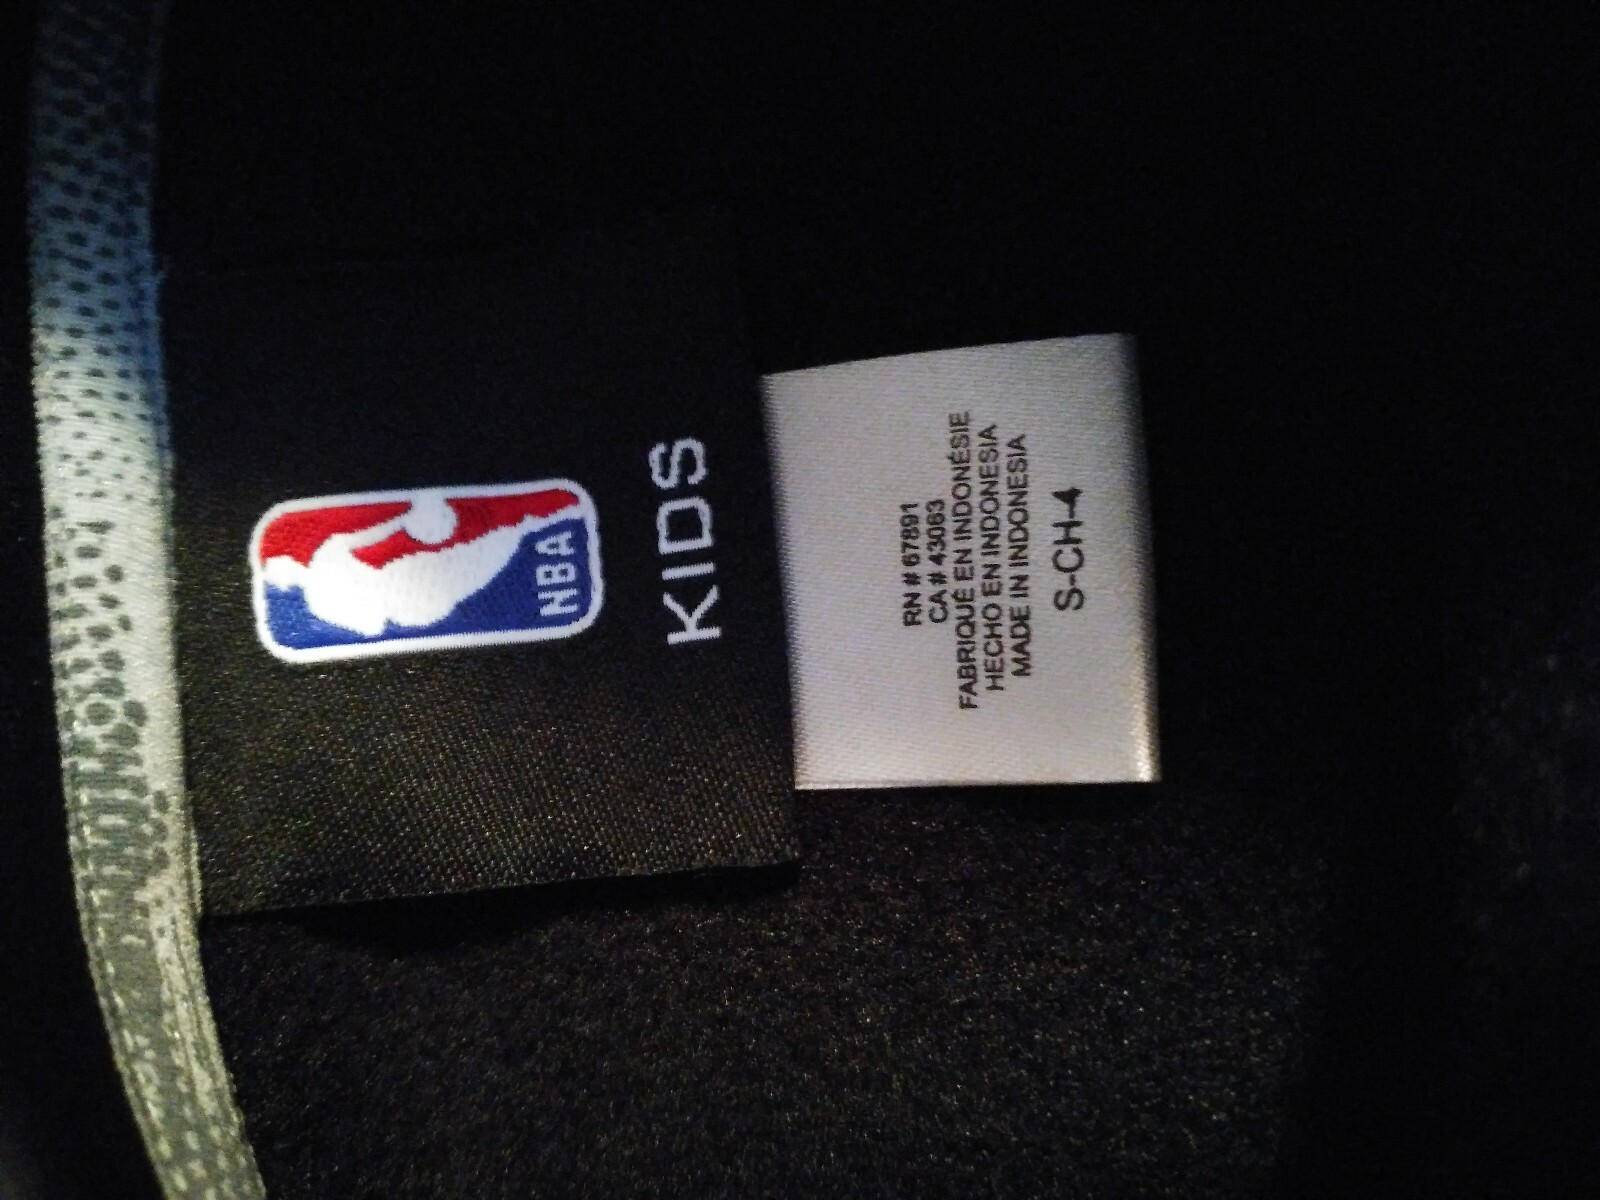 NBA
KIDS
RN # 67891
CA # 43063
FABRIQUÉ EN INDONÉSIE
HECHO EN INDONESIA
MADE IN INDONESIA
S-CH-4